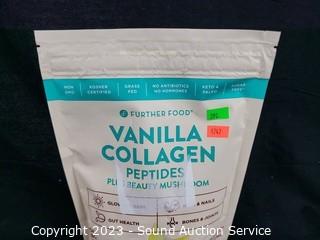 NON GMO
KOSHER CERTIFIED
GRASS FED
NO ANTIBIOTICS NO HORMONES
KETO & PALEO
FURTHER FOOD
VANILLA
COLLAGEN
PEPTIDES
BEAUTY MUSHROOM
& NAILS
GUT HEALTH
BONES & JOINTS
Copyright 2023 - Sound Auction Service